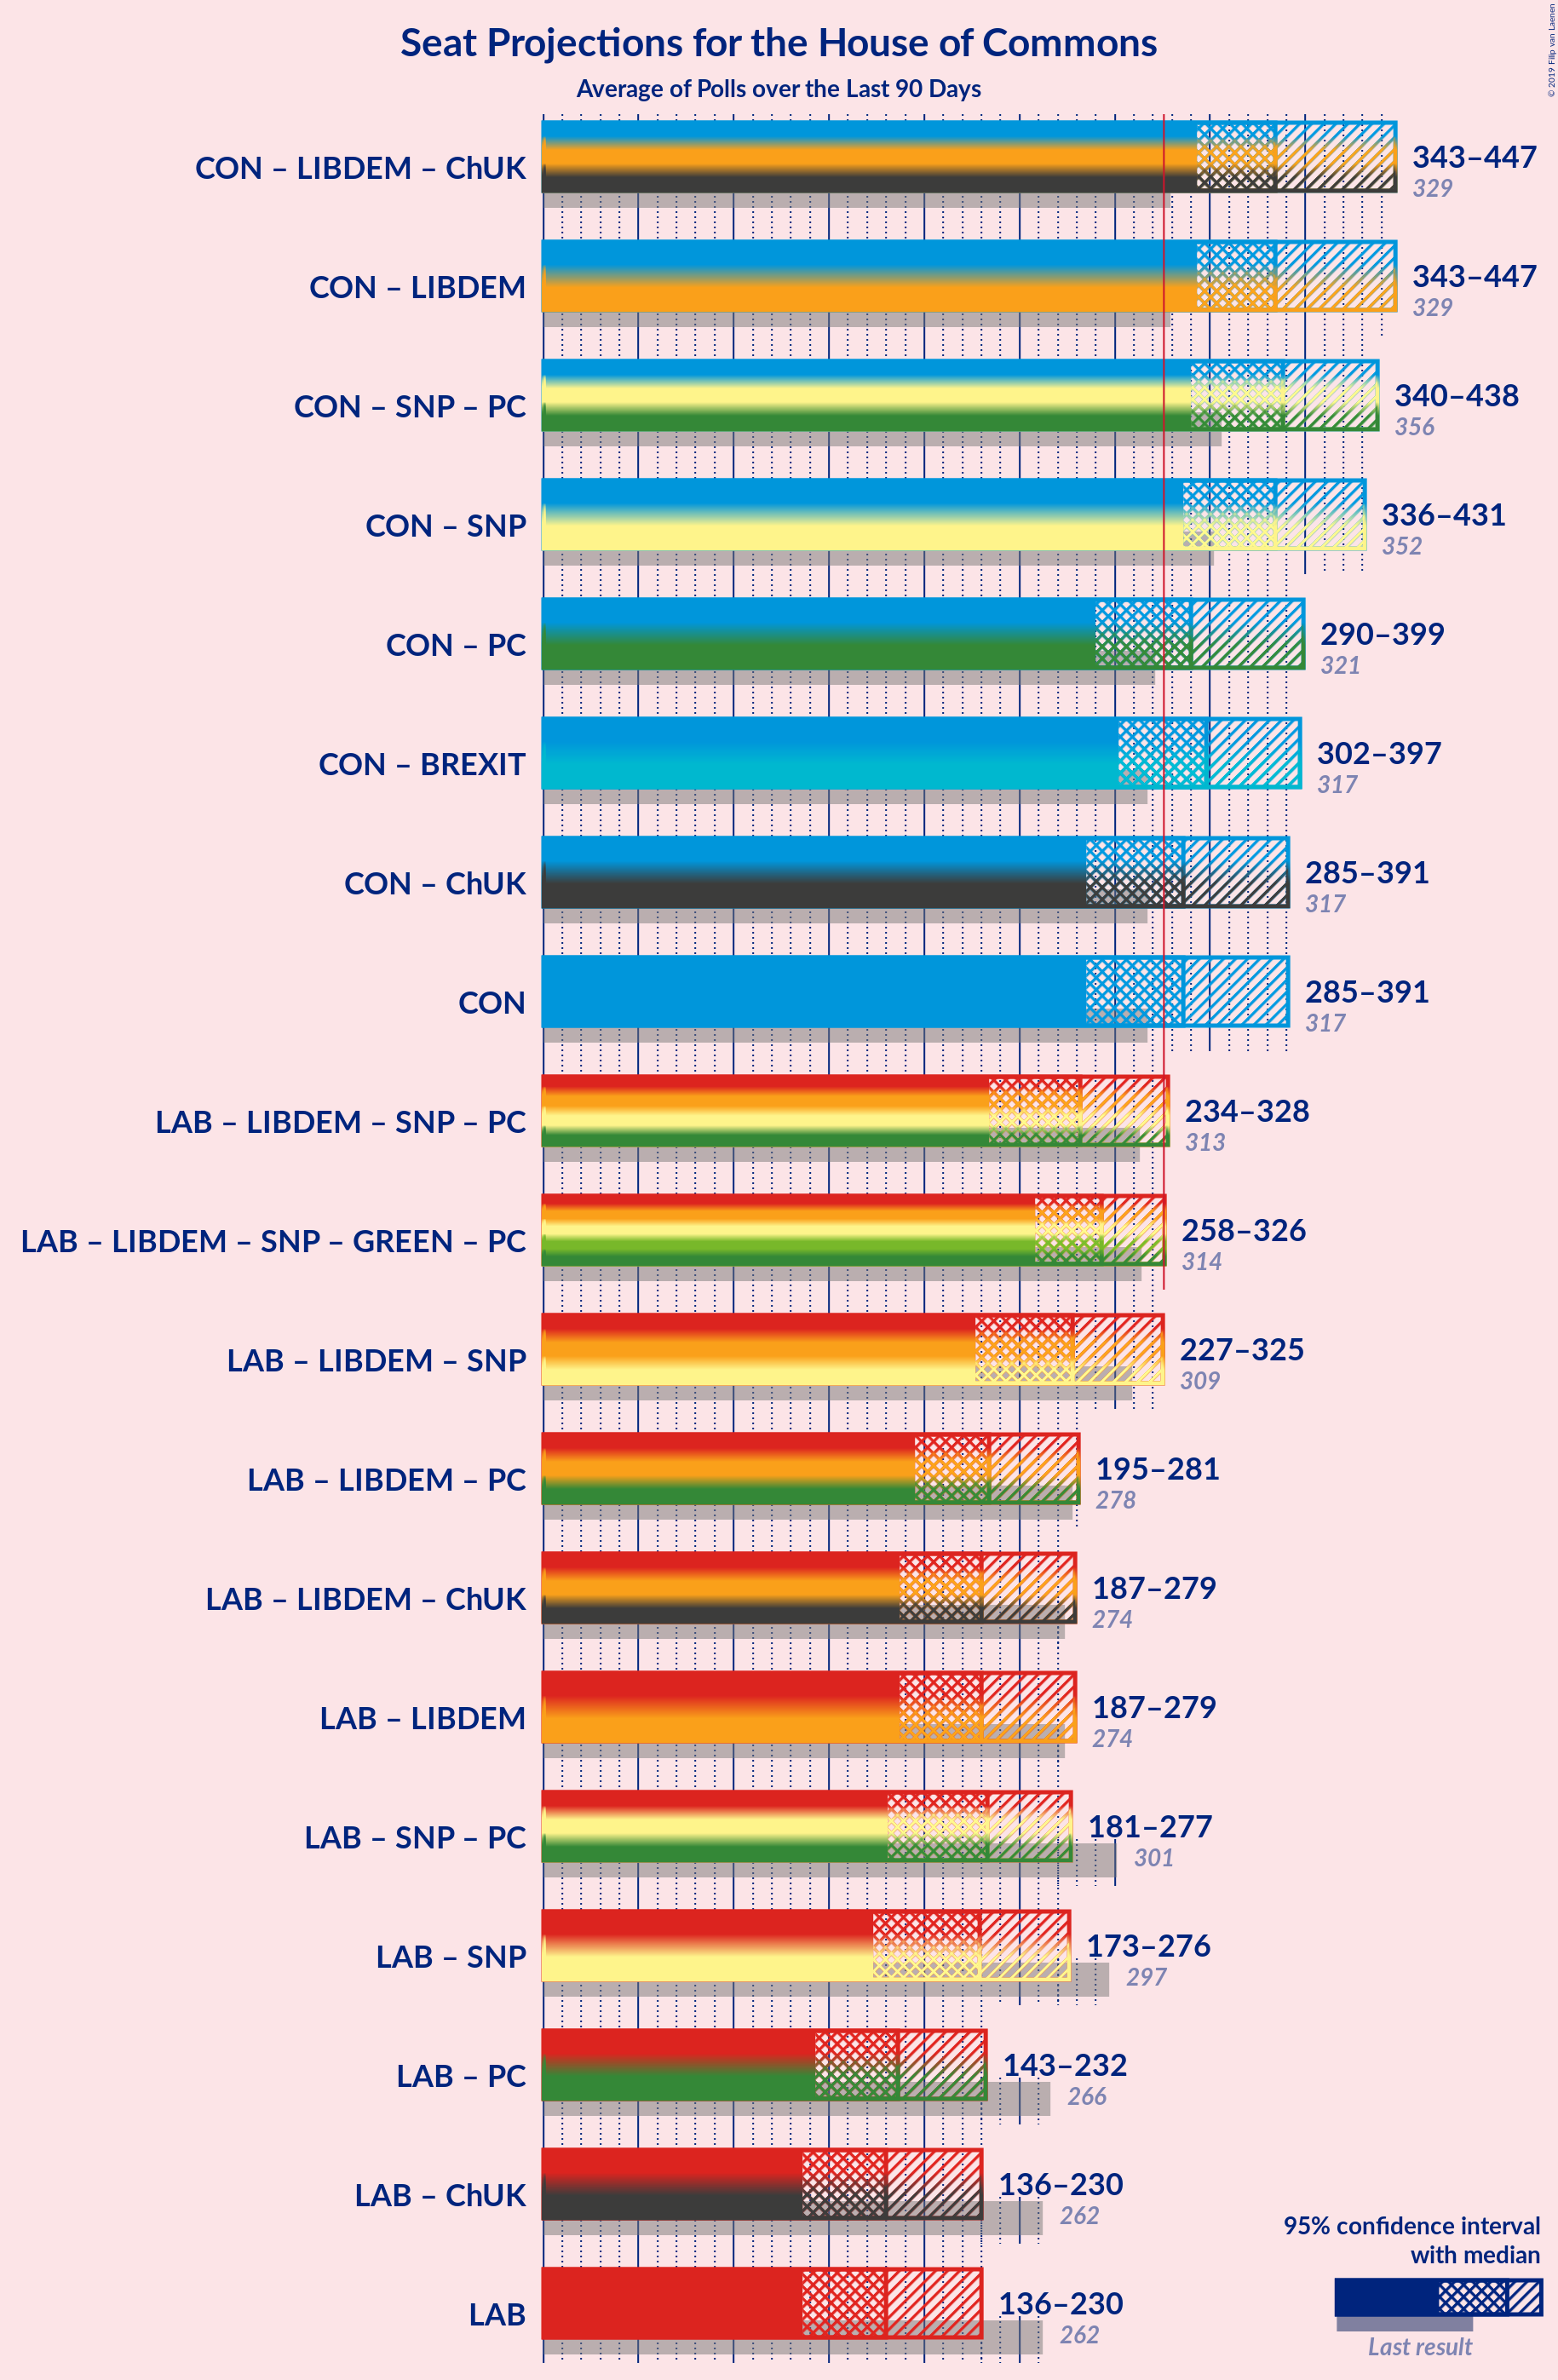 Seat Projections for the House of Commons
Average of Polls over the Last 90 Days
© 2019 Filip van Laenen
CON – LIBDEM – ChUK
343–447
329
CON – LIBDEM
343–447
329
CON – SNP – PC
340–438
356
CON – SNP
336–431
352
CON – PC
290–399
321
CON – BREXIT
302–397
317
CON – ChUK
285–391
317
CON
285–391
317
LAB – LIBDEM – SNP – PC
234–328
313
LAB – LIBDEM – SNP – GREEN – PC
258–326
314
LAB – LIBDEM – SNP
227–325
309
LAB – LIBDEM – PC
195–281
278
LAB – LIBDEM – ChUK
187–279
274
LAB – LIBDEM
187–279
274
LAB – SNP – PC
181–277
301
LAB – SNP
173–276
297
LAB – PC
143–232
266
LAB – ChUK
136–230
262
LAB
136–230
262
95% confidence interval
with median
Last result